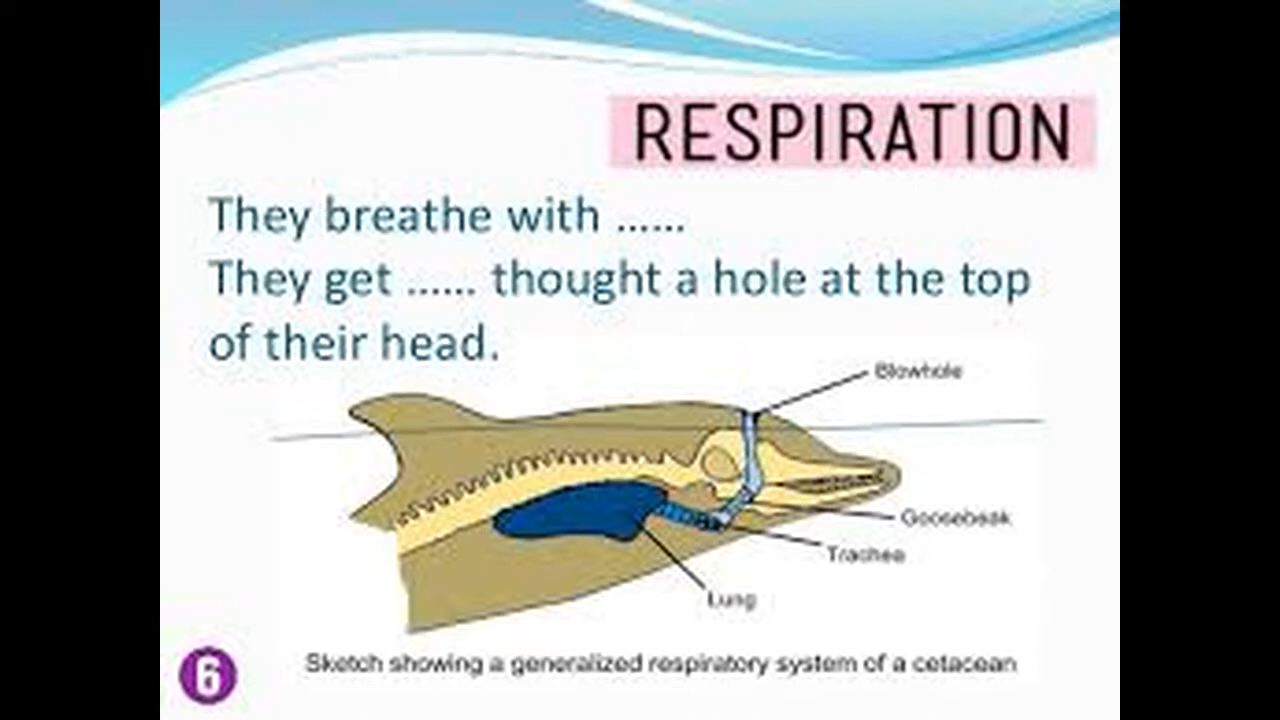 RESPIRATION
They breathe with ......
They get ...... thought a hole at the top
of their head.
Blowhole
Goosebeak
Trachea
Lung
Sketch showing a generalized respiratory system of a cetacean
6